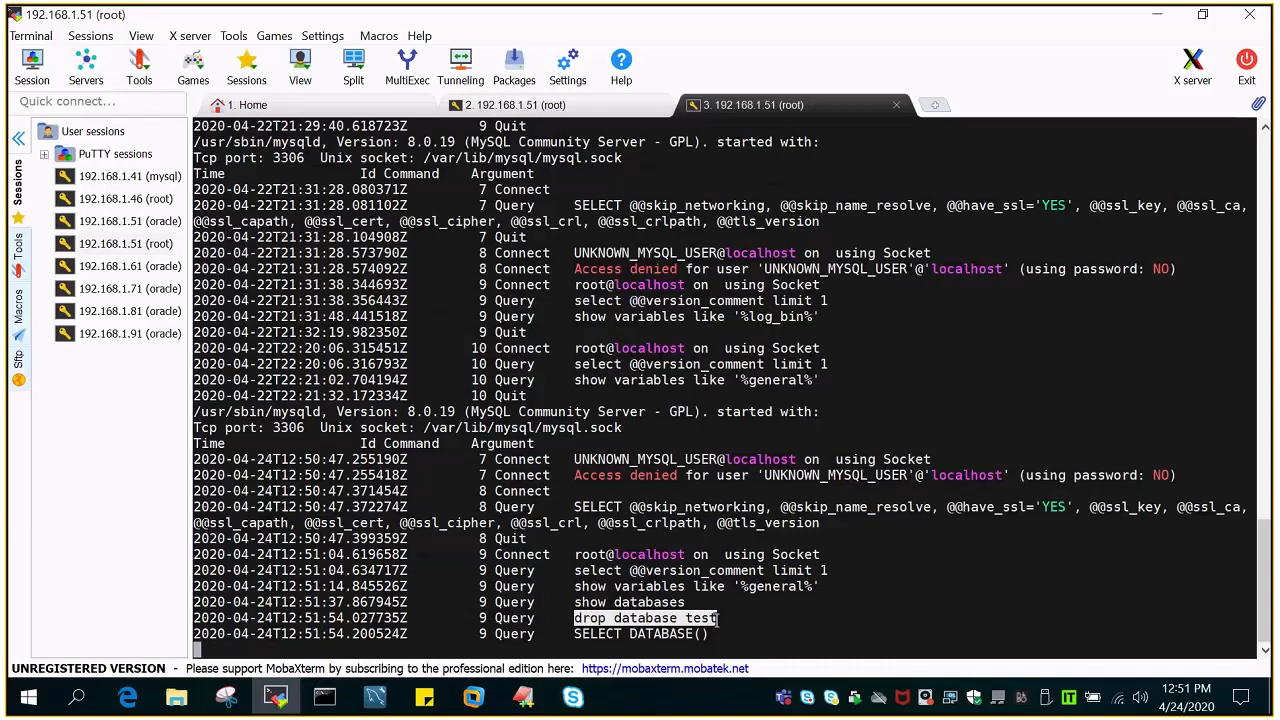 192.168.1.51 (root)
Terminal Sessions View X server Tools Games Settings Macros Help
Session Servers Tools Games Sessions View Split MultiExec Tunneling Packages Settings Help X server Exit
Quick connect...
1. Home
2. 192.168.1.51 (root)
3. 192.168.1.51 (root)
User sessions
PuTTY sessions
192.168.1.41 (mysql)
192.168.1.46 (root)
192.168.1.51 (oracle)
192.168.1.51 (root)
192.168.1.61 (oracle)
192.168.1.71 (oracle)
192.168.1.81 (oracle)
192.168.1.91 (oracle)
Sessions
Tools
Macros
Sftp
2020-04-22T21:29:40.618723Z 9 Quit
/usr/sbin/mysqld, Version: 8.0.19 (MySQL Community Server - GPL). started with:
Tcp port: 3306 Unix socket: /var/lib/mysql/mysql.sock
Time Id Command Argument
2020-04-22T21:31:28.080371Z 7 Connect
2020-04-22T21:31:28.081102Z 7 Query SELECT @@skip_networking, @@skip_name_resolve, @@have_ssl='YES', @@ssl_key, @@ssl_ca,
@@ssl_capath, @@ssl_cert, @@ssl_cipher, @@ssl_crl, @@ssl_crlpath, @@tls_version
2020-04-22T21:31:28.104908Z 7 Quit
2020-04-22T21:31:28.573790Z 8 Connect UNKNOWN_MYSQL_USER@localhost on using Socket
2020-04-22T21:31:28.574092Z 8 Connect Access denied for user 'UNKNOWN_MYSQL_USER'@'localhost' (using password: NO)
2020-04-22T21:31:38.344693Z 9 Connect root@localhost on using Socket
2020-04-22T21:31:38.356443Z 9 Query select @@version_comment limit 1
2020-04-22T21:31:48.441518Z 9 Query show variables like '%log_bin%'
2020-04-22T21:32:19.982350Z 9 Quit
2020-04-22T22:20:06.315451Z 10 Connect root@localhost on using Socket
2020-04-22T22:20:06.316793Z 10 Query select @@version_comment limit 1
2020-04-22T22:21:02.704194Z 10 Query show variables like '%general%'
2020-04-22T22:21:32.172334Z 10 Quit
/usr/sbin/mysqld, Version: 8.0.19 (MySQL Community Server - GPL). started with:
Tcp port: 3306 Unix socket: /var/lib/mysql/mysql.sock
Time Id Command Argument
2020-04-24T12:50:47.255190Z 7 Connect UNKNOWN_MYSQL_USER@localhost on using Socket
2020-04-24T12:50:47.255418Z 7 Connect Access denied for user 'UNKNOWN_MYSQL_USER'@'localhost' (using password: NO)
2020-04-24T12:50:47.371454Z 8 Connect
2020-04-24T12:50:47.372274Z 8 Query SELECT @@skip_networking, @@skip_name_resolve, @@have_ssl='YES', @@ssl_key, @@ssl_ca,
@@ssl_capath, @@ssl_cert, @@ssl_cipher, @@ssl_crl, @@ssl_crlpath, @@tls_version
2020-04-24T12:50:47.399359Z 8 Quit
2020-04-24T12:51:04.619658Z 9 Connect root@localhost on using Socket
2020-04-24T12:51:04.634717Z 9 Query select @@version_comment limit 1
2020-04-24T12:51:14.845526Z 9 Query show variables like '%general%'
2020-04-24T12:51:37.867945Z 9 Query show databases
2020-04-24T12:51:54.027735Z 9 Query drop database test
2020-04-24T12:51:54.200524Z 9 Query SELECT DATABASE()
UNREGISTERED VERSION - Please support MobaXterm by subscribing to the professional edition here: https://mobaxterm.mobatek.net
12:51 PM
4/24/2020